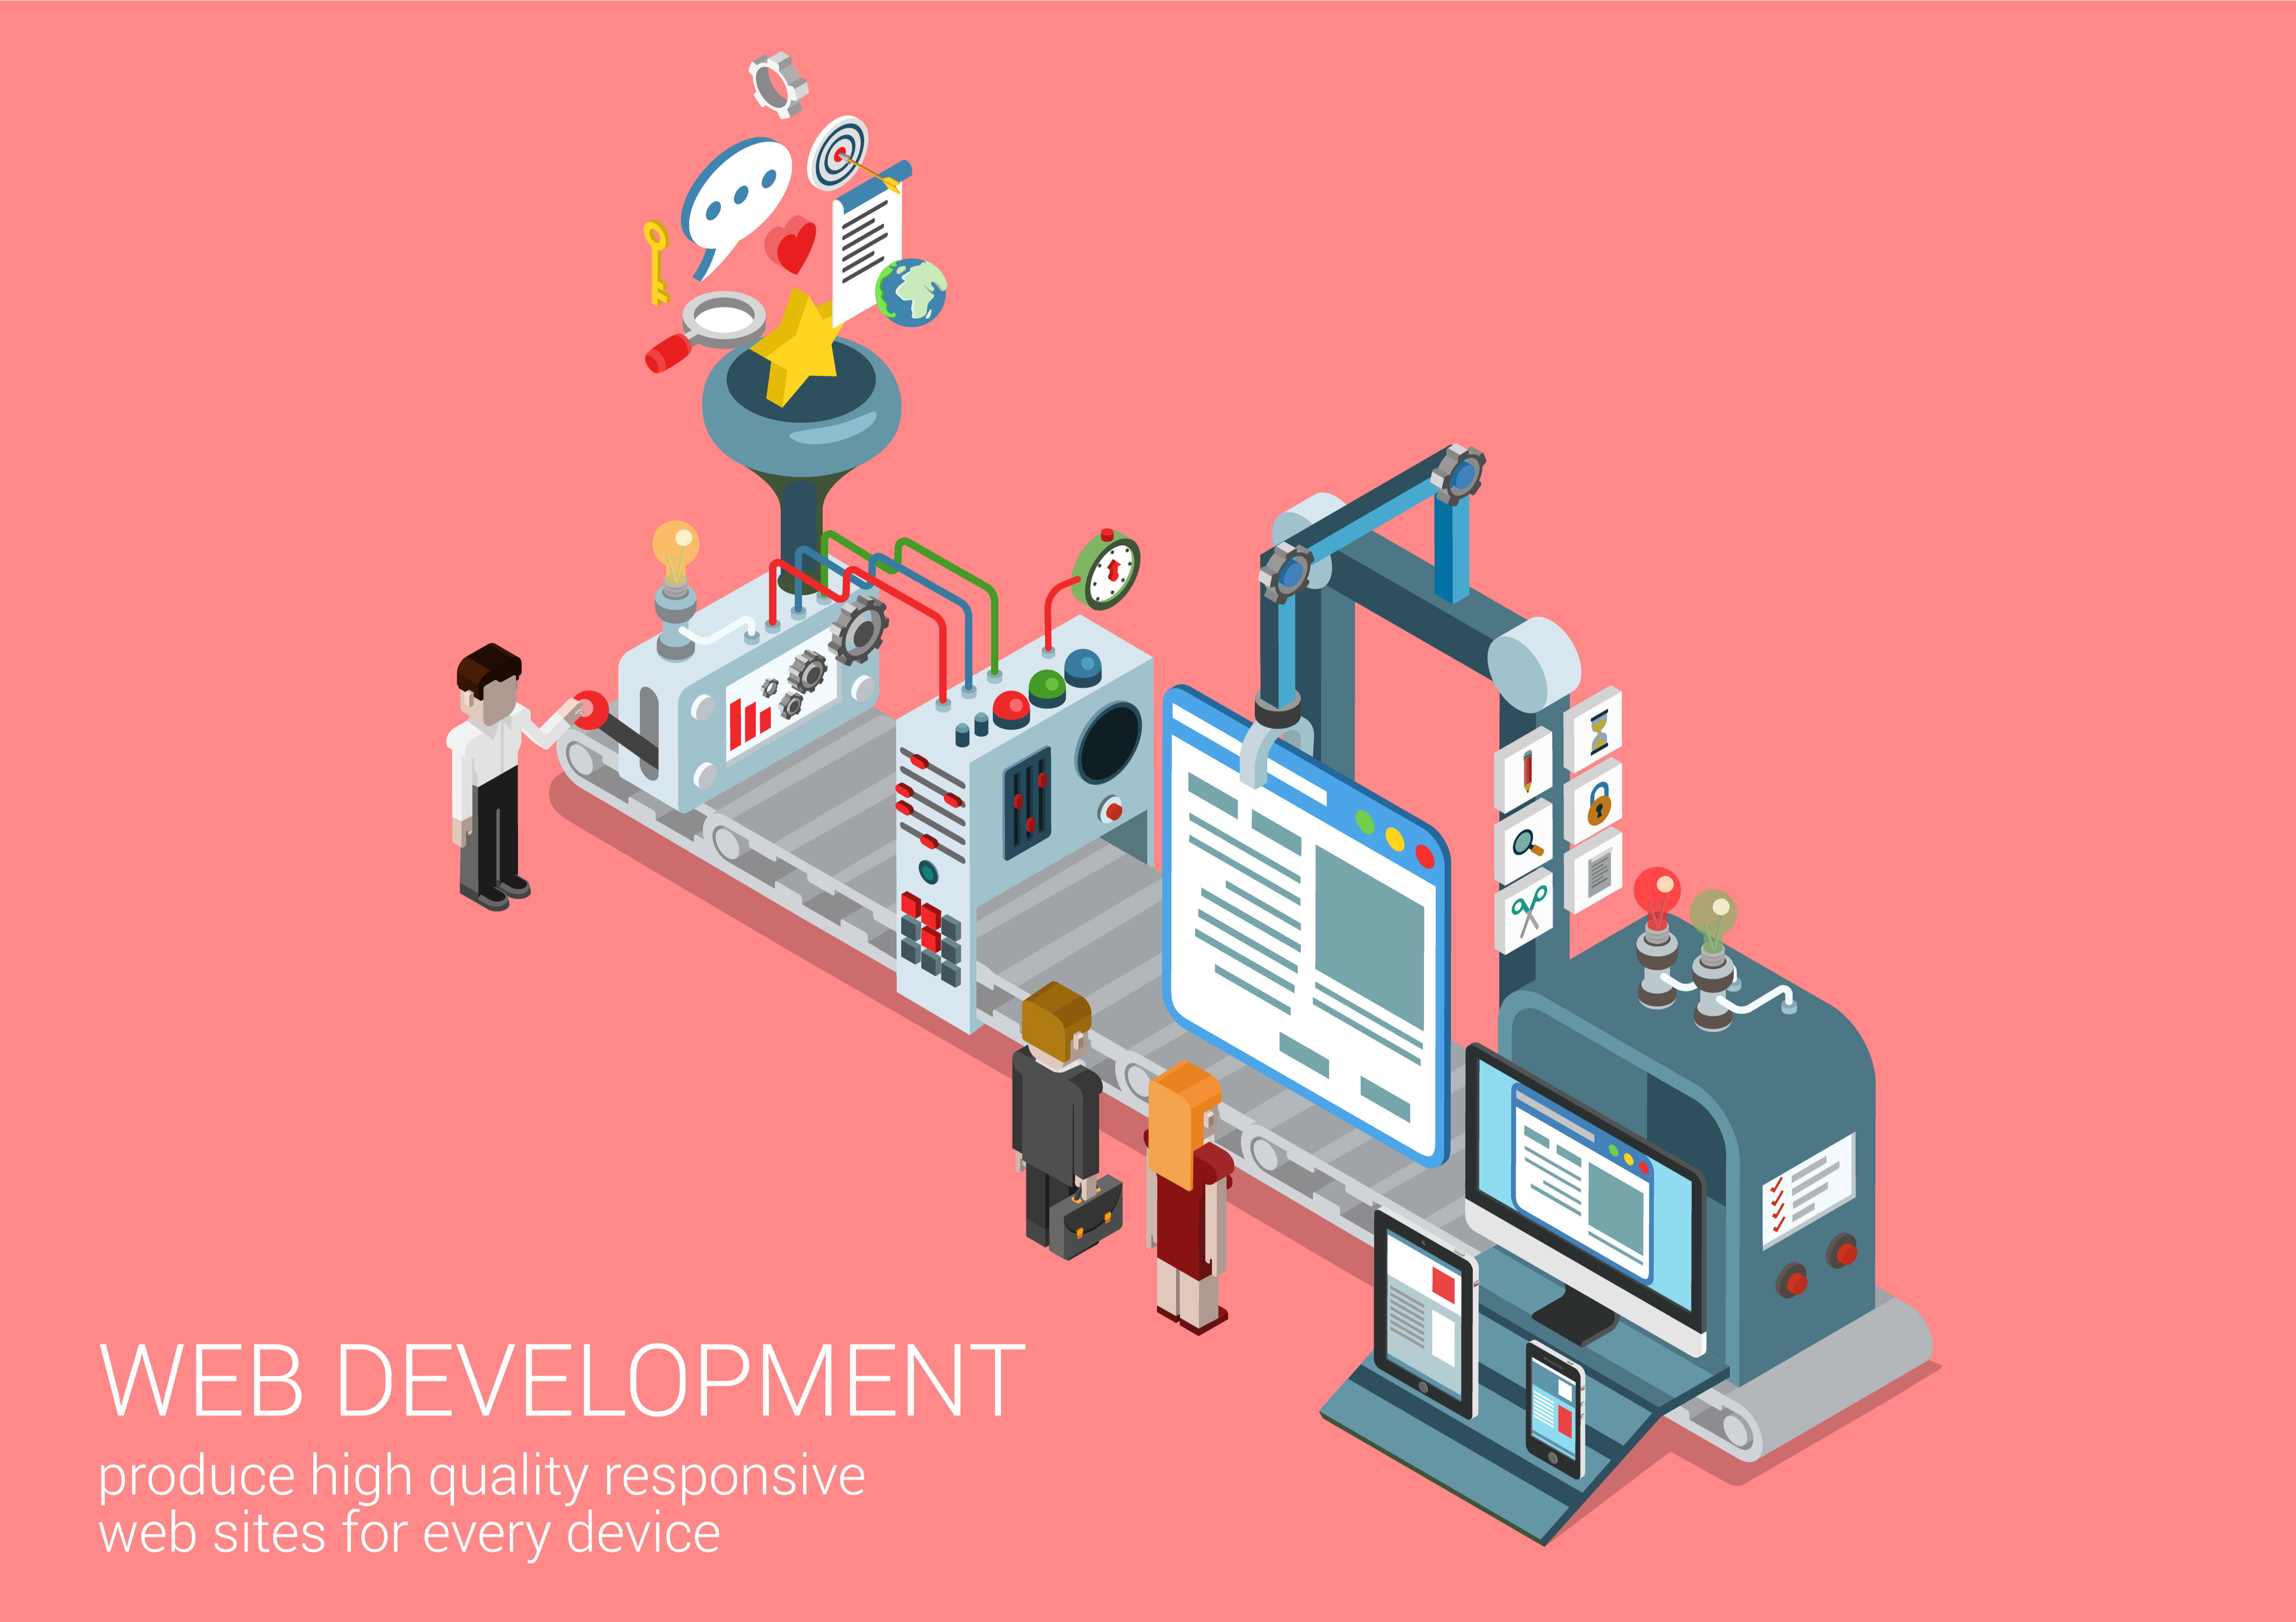 WEB DEVELOPMENT
produce high quality responsive
web sites for every device